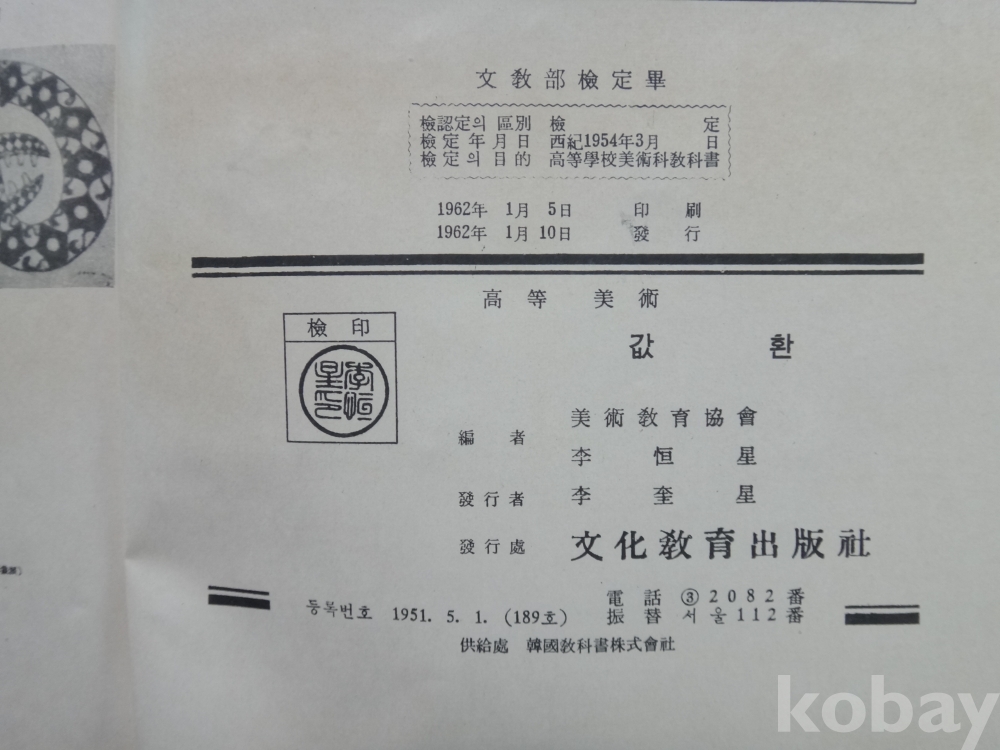 文敎部檢定畢
檢認定의 區別 檢 定
檢定年月日 西紀1954年3月 日
檢定의目的 高等學校美術科敎科書
1962年 1月 5日 印 刷
1962年 1月 10日 發 行
高等 美術
檢印
값 환
編者 美術敎育協會
李恒星
發行者 李奎星
發行處 文化敎育出版社
등록번호 1951. 5. 1. (189호)
電話 ③2082番
振替 서울112番
供給處 韓國敎科書株式會社
kobay